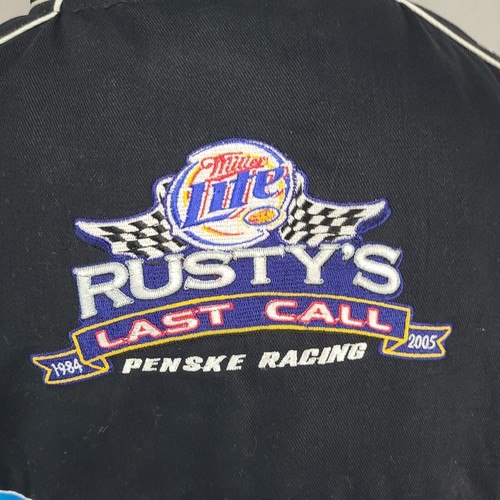 Miller
Lite
RUSTY'S
LAST CALL
1984 2005
PENSKE RACING